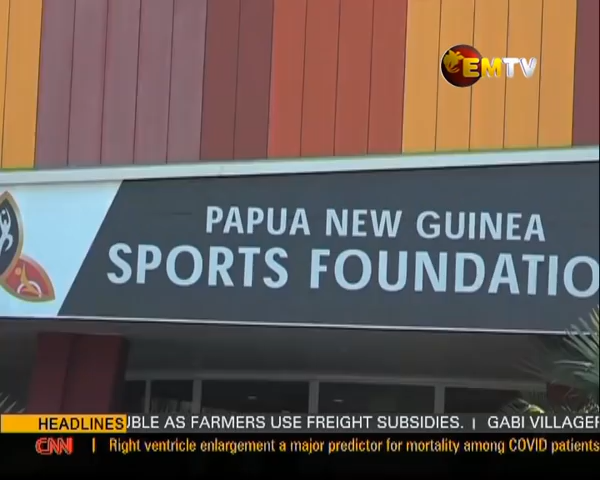 EMTV
PAPUA NEW GUINEA
SPORTS FOUNDATIO
HEADLINES UBLE AS FARMERS USE FREIGHT SUBSIDIES. | GABI VILLAGER
CNN | Right ventricle enlargement a major predictor for mortality among COVID patients